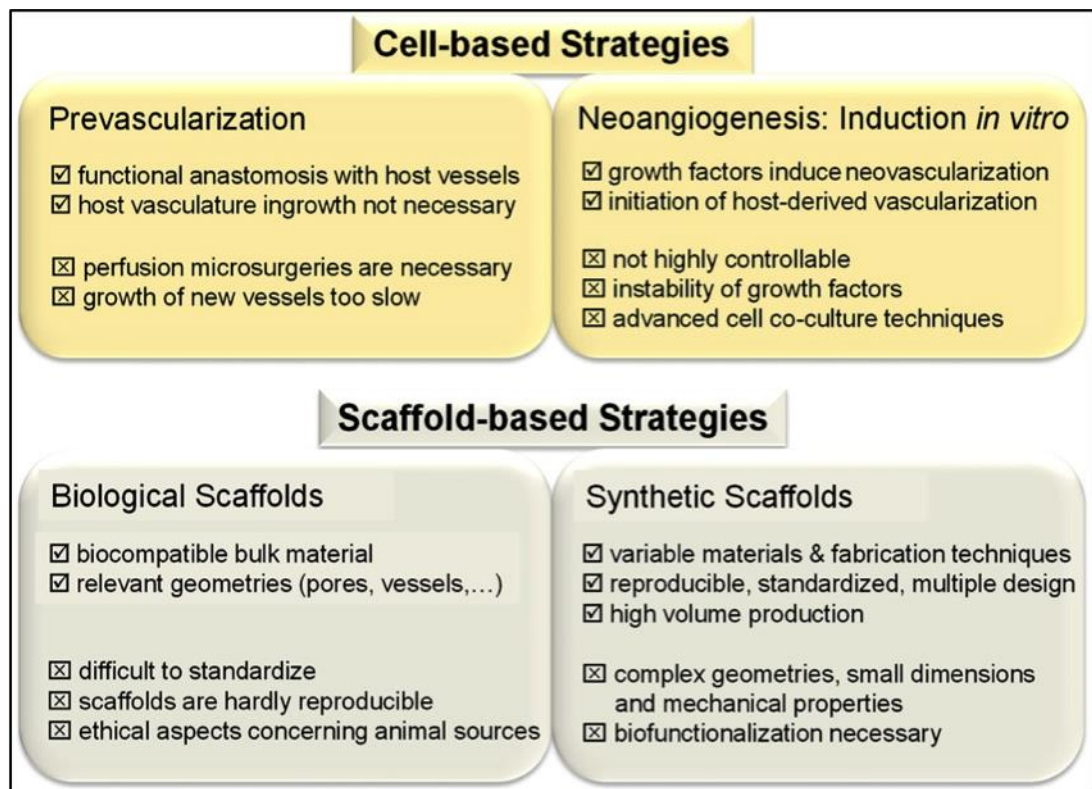 Cell-based Strategies
Prevascularization
☑ functional anastomosis with host vessels
☑ host vasculature ingrowth not necessary
☒ perfusion microsurgeries are necessary
☒ growth of new vessels too slow
Neoangiogenesis: Induction in vitro
☑ growth factors induce neovascularization
☑ initiation of host-derived vascularization
☒ not highly controllable
☒ instability of growth factors
☒ advanced cell co-culture techniques
Scaffold-based Strategies
Biological Scaffolds
☑ biocompatible bulk material
☑ relevant geometries (pores, vessels,…)
☒ difficult to standardize
☒ scaffolds are hardly reproducible
☒ ethical aspects concerning animal sources
Synthetic Scaffolds
☑ variable materials & fabrication techniques
☑ reproducible, standardized, multiple design
☑ high volume production
☒ complex geometries, small dimensions
and mechanical properties
☒ biofunctionalization necessary